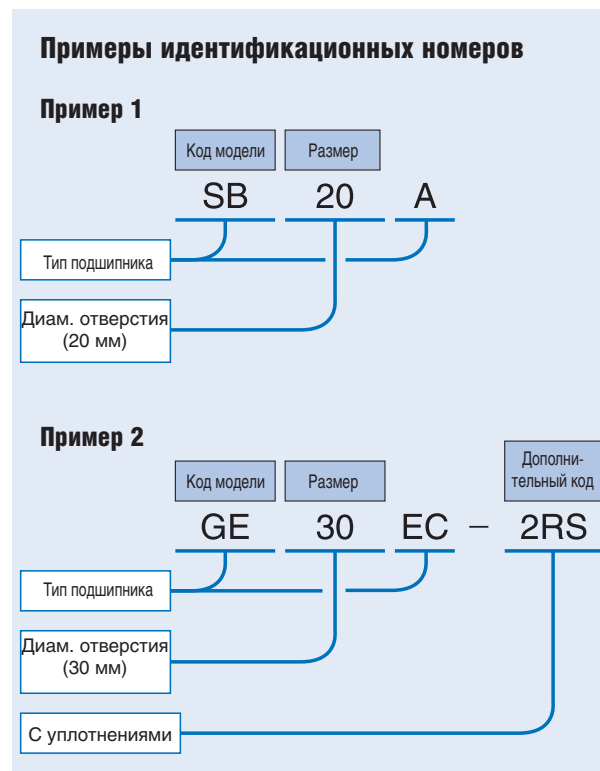 Примеры идентификационных номеров
Пример 1
Код модели Размер
SB 20 A
Тип подшипника
Диам. отверстия
(20 мм)
Пример 2
Код модели Размер Дополни-
тельный код
GE 30 EC – 2RS
Тип подшипника
Диам. отверстия
(30 мм)
С уплотнениями